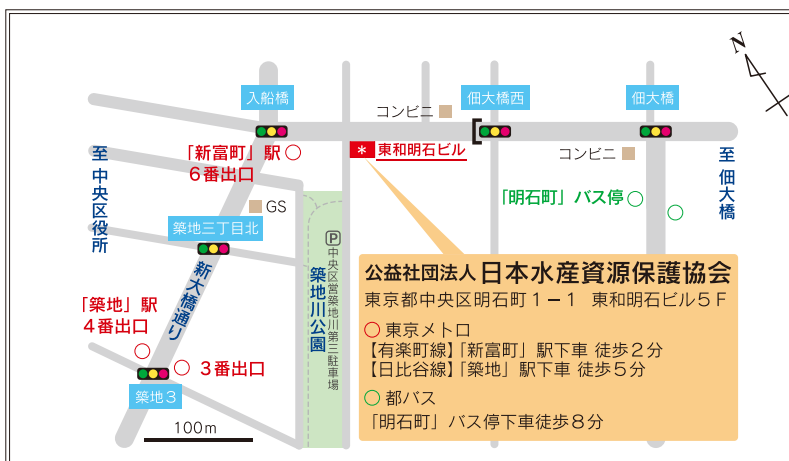 N
入船橋
コンビニ
佃大橋西
佃大橋
至 中央区役所
「新富町」駅
6番出口
＊
東和明石ビル
コンビニ
至 佃大橋
「明石町」バス停
GS
築地三丁目北
P
中央区営築地川第三駐車場
築地川公園
新大橋通り
「築地」駅
4番出口
3番出口
築地3
100m
公益社団法人 日本水産資源保護協会
東京都中央区明石町1－1 東和明石ビル5F
東京メトロ
【有楽町線】「新富町」駅下車 徒歩2分
【日比谷線】「築地」駅下車 徒歩5分
都バス
「明石町」バス停下車徒歩8分